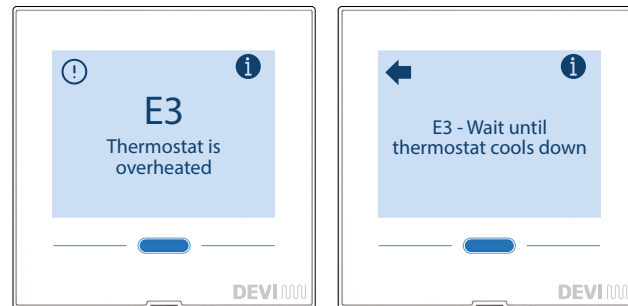 E3
Thermostat is
overheated
DEVI
E3 - Wait until
thermostat cools down
DEVI